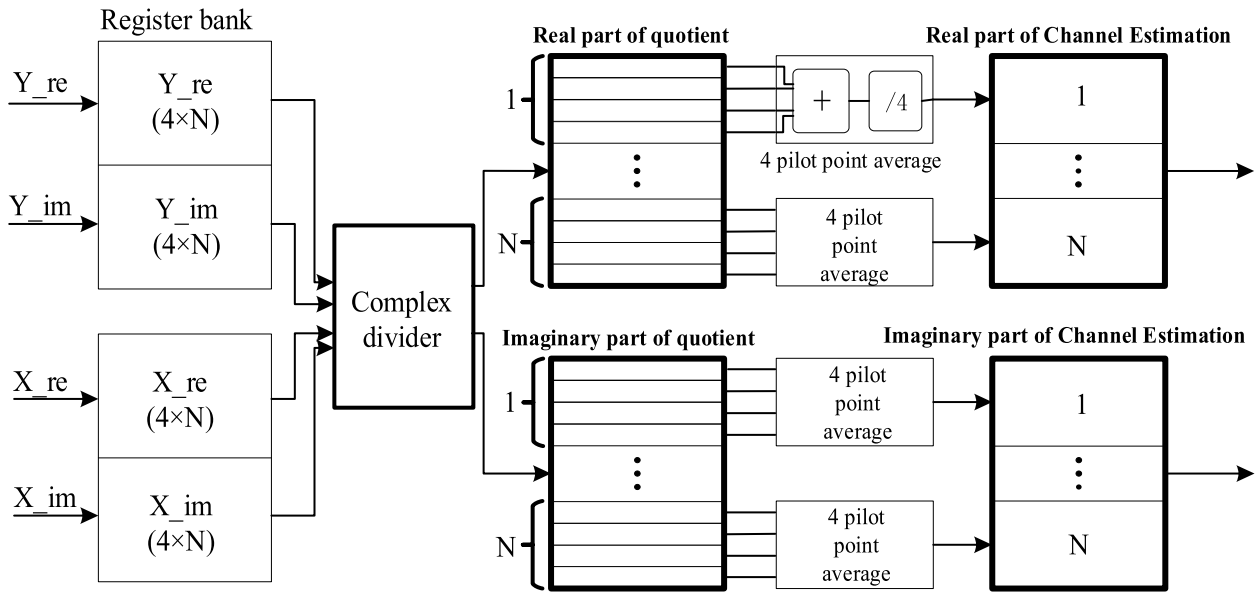 Register bank
Y_re
Y_re
(4×N)
Y_im
Y_im
(4×N)
X_re
X_re
(4×N)
X_im
X_im
(4×N)
Complex
divider
Real part of quotient
1
⋮
N
+
/4
4 pilot point average
4 pilot
point
average
Real part of Channel Estimation
1
⋮
N
Imaginary part of quotient
1
⋮
N
4 pilot
point
average
4 pilot
point
average
Imaginary part of Channel Estimation
1
⋮
N